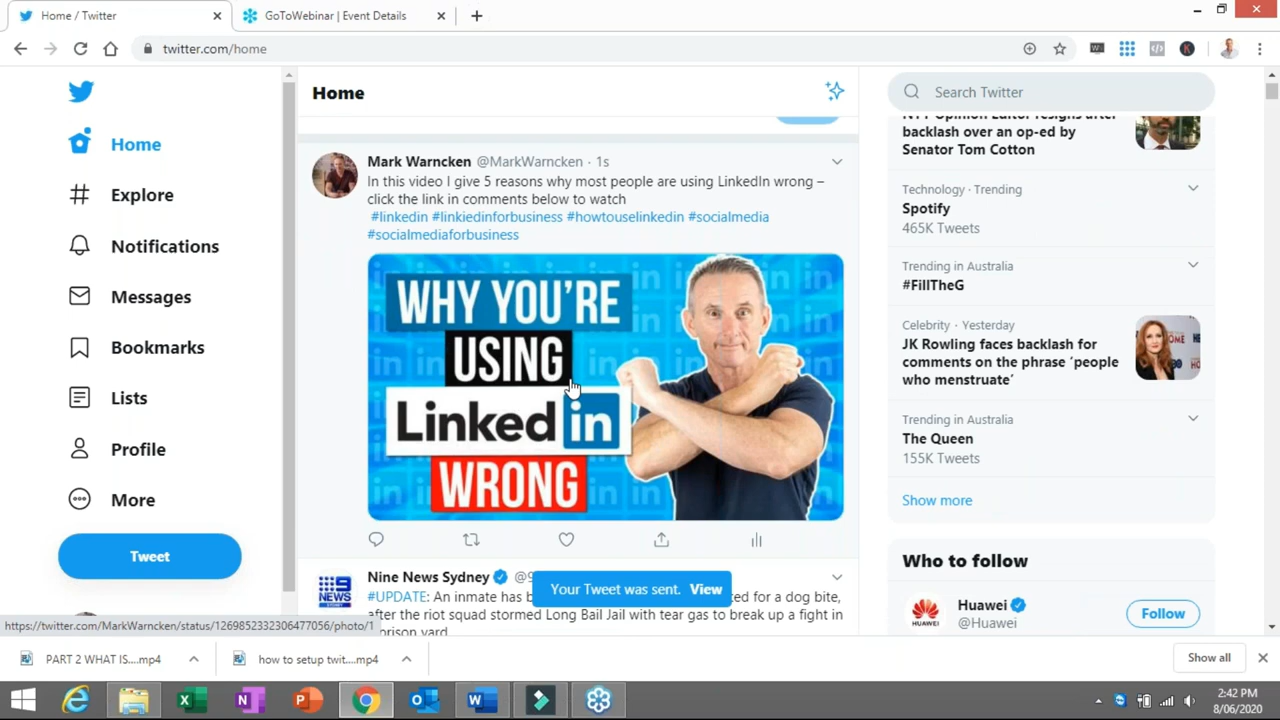 Home / Twitter
GoToWebinar | Event Details
twitter.com/home
Home
Search Twitter
Home
Explore
Notifications
Messages
Bookmarks
Lists
Profile
More
Tweet
Mark Warncken @MarkWarncken · 1s
In this video I give 5 reasons why most people are using LinkedIn wrong –
click the link in comments below to watch
#linkedin #linkiedinforbusiness #howtouselinkedin #socialmedia
#socialmediaforbusiness
WHY YOU'RE
USING
Linked in
WRONG
Nine News Sydney
#UPDATE: An inmate has b
ed for a dog bite,
after the riot squad stormed Long Bail Jail with tear gas to break up a fight in
prison yard
Your Tweet was sent. View
backlash over an op-ed by
Senator Tom Cotton
Technology · Trending
Spotify
465K Tweets
Trending in Australia
#FillTheG
Celebrity · Yesterday
JK Rowling faces backlash for
comments on the phrase ‘people
who menstruate’
Trending in Australia
The Queen
155K Tweets
Show more
Who to follow
Huawei
@Huawei
Follow
https://twitter.com/MarkWarncken/status/1269852332306477056/photo/1
PART 2 WHAT IS....mp4
how to setup twit....mp4
Show all
2:42 PM
8/06/2020